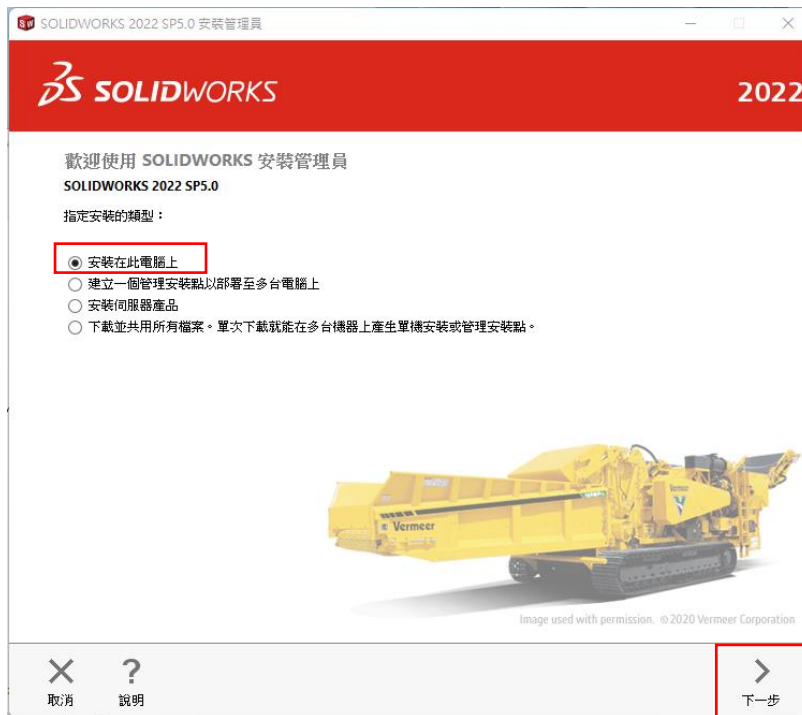 SOLIDWORKS 2022 SP5.0 安裝管理員
SOLIDWORKS
2022
歡迎使用 SOLIDWORKS 安裝管理員
SOLIDWORKS 2022 SP5.0
指定安裝的類型：
安裝在此電腦上
建立一個管理安裝點以部署至多台電腦上
安裝伺服器產品
下載並共用所有檔案。單次下載就能在多台機器上產生單機安裝或管理安裝點。
Vermeer
Vermeer
Image used with permission. ©2020 Vermeer Corporation
取消
?
說明
下一步